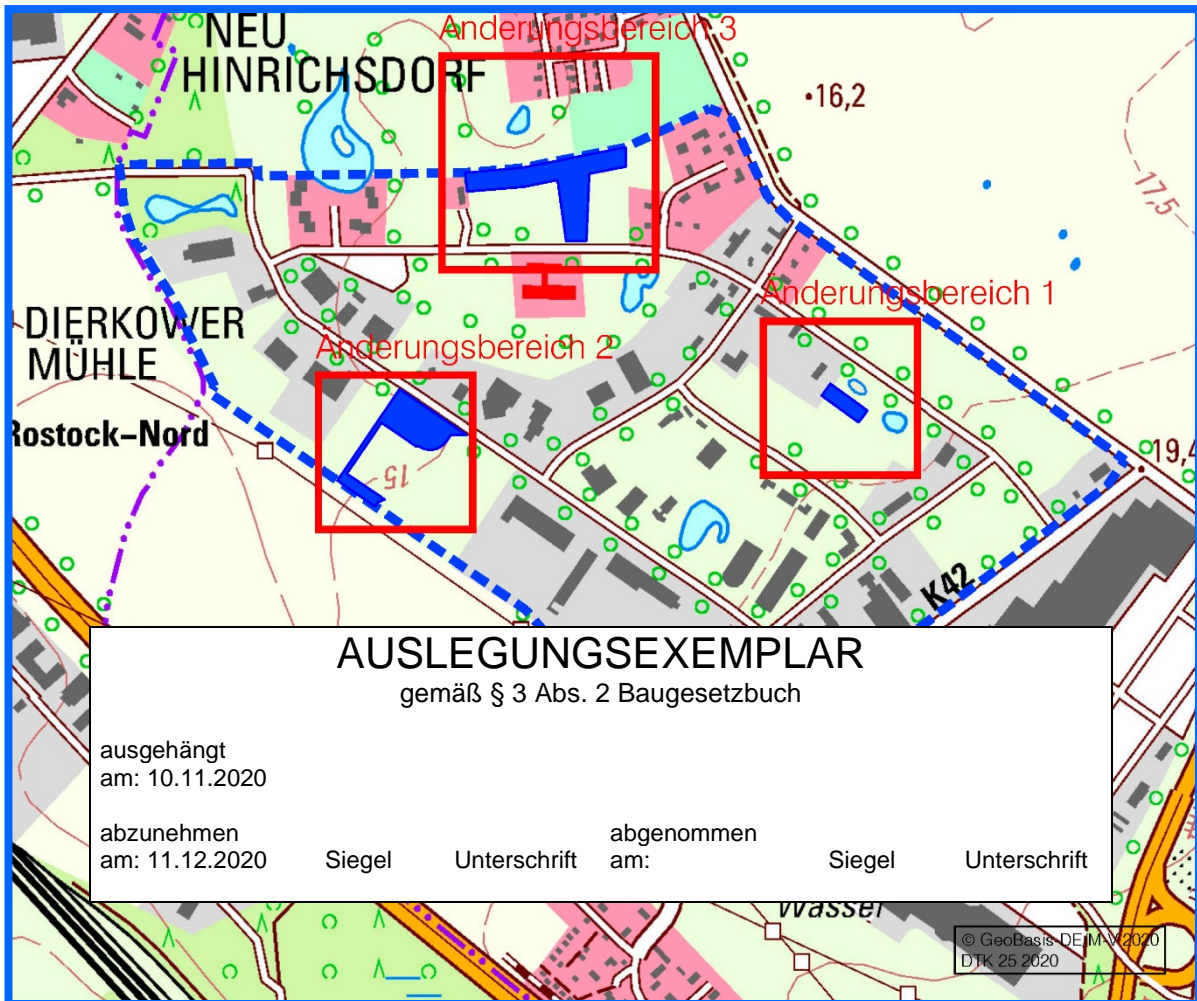 NEU
HINRICHSDORF
Änderungsbereich 3
16,2
17,5
Änderungsbereich 1
DIERKOWER
MÜHLE
Änderungsbereich 2
Rostock-Nord
15
19,4
K42
AUSLEGUNGSEXEMPLAR
gemäß § 3 Abs. 2 Baugesetzbuch
ausgehängt
am: 10.11.2020
abzunehmen abgenommen
am: 11.12.2020 Siegel Unterschrift am: Siegel Unterschrift
Wasser
© GeoBasis-DE/M-V 2020
DTK 25 2020